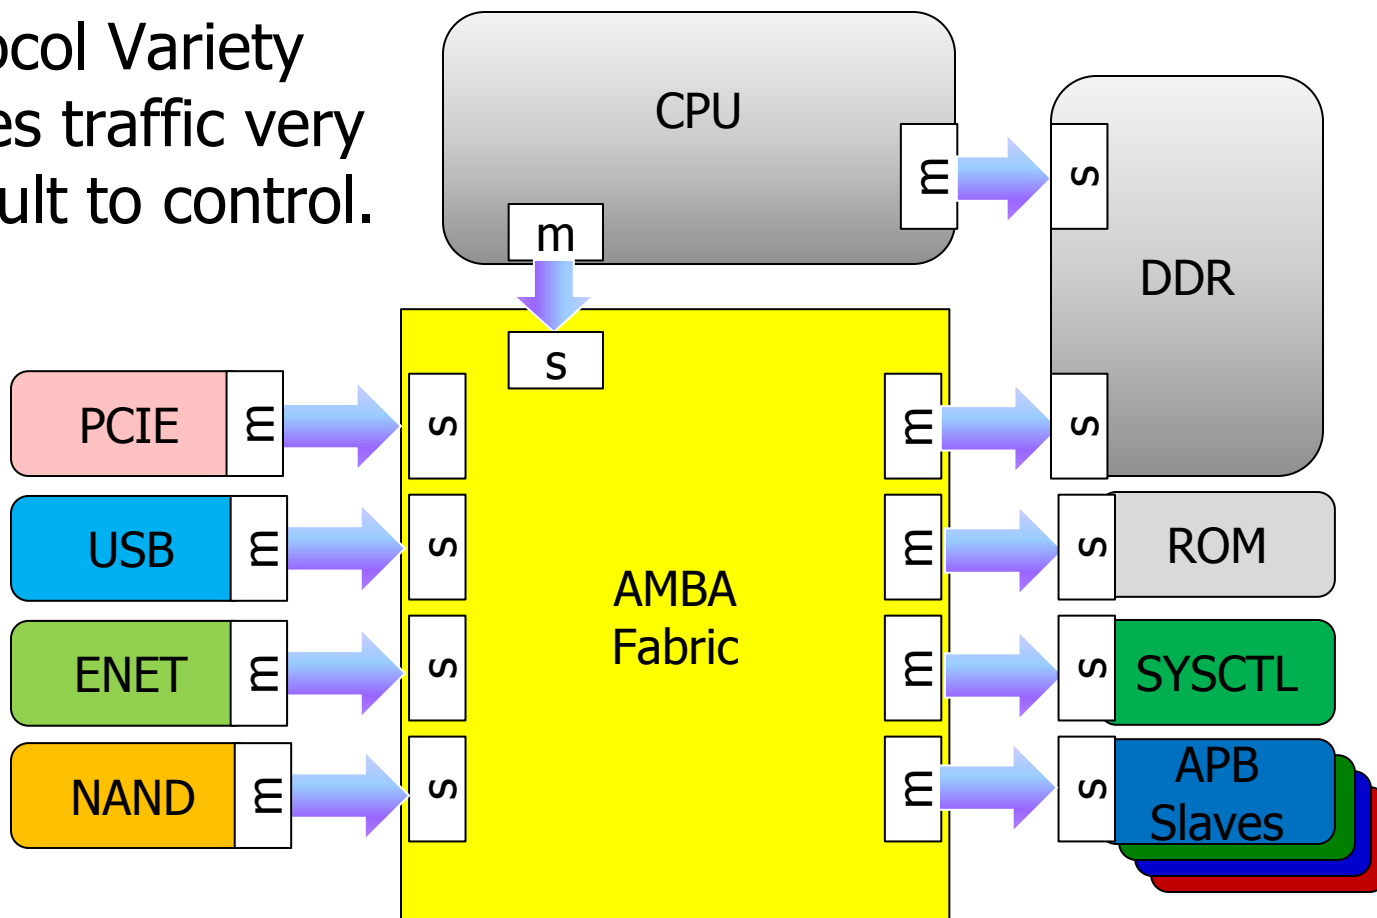 ocol Variety
es traffic very
ult to control.
CPU
m
s
m
s
DDR
m
s
PCIE
m
s
m
s
USB
m
s
m
s
ROM
AMBA
Fabric
ENET
m
s
m
s
SYSCTL
NAND
m
s
m
s
APB
Slaves